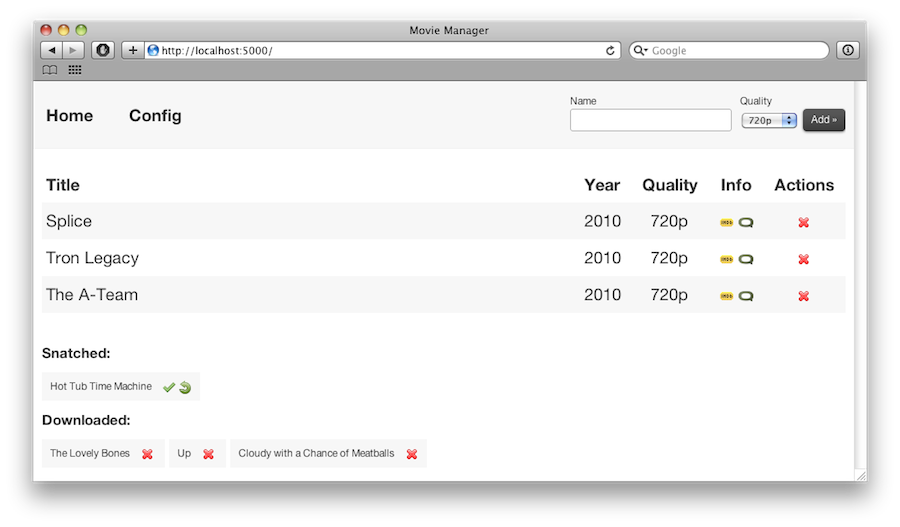 Movie Manager
http://localhost:5000/
Google
Home Config
Name
Quality
720p
Add »
Title Year Quality Info Actions
Splice 2010 720p IMDb
Tron Legacy 2010 720p IMDb
The A-Team 2010 720p IMDb
Snatched:
Hot Tub Time Machine
Downloaded:
The Lovely Bones Up Cloudy with a Chance of Meatballs